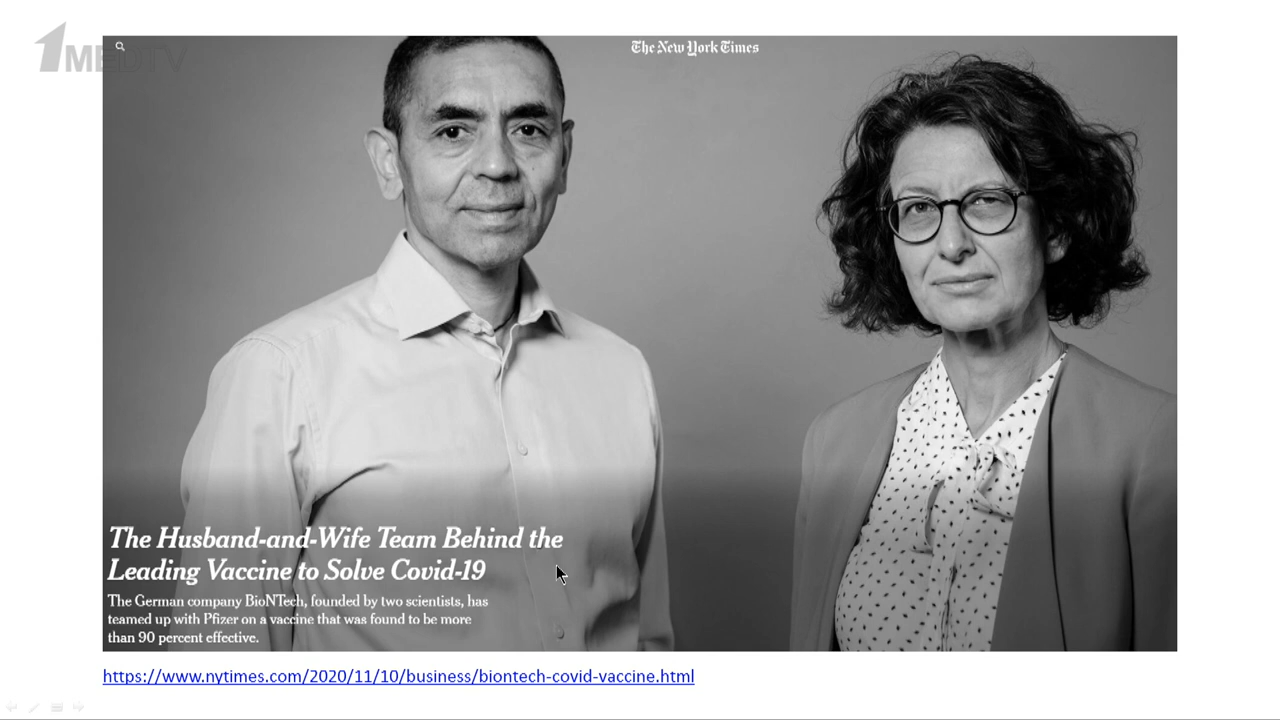 1MEDTV
The New York Times
The Husband-and-Wife Team Behind the
Leading Vaccine to Solve Covid-19
The German company BioNTech, founded by two scientists, has
teamed up with Pfizer on a vaccine that was found to be more
than 90 percent effective.
https://www.nytimes.com/2020/11/10/business/biontech-covid-vaccine.html